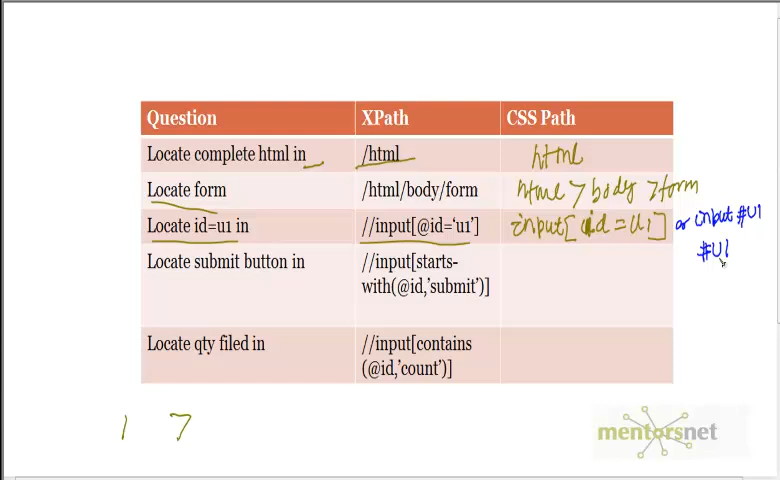 Question XPath CSS Path
Locate complete html in /html html
Locate form /html/body/form html > body > form
Locate id=u1 in //input[@id=‘u1’] input[id=U1] or input#U1
#U1
Locate submit button in //input[starts-
with(@id,’submit’)]
Locate qty filed in //input[contains
(@id,’count’)]
1 7
mentorsnet